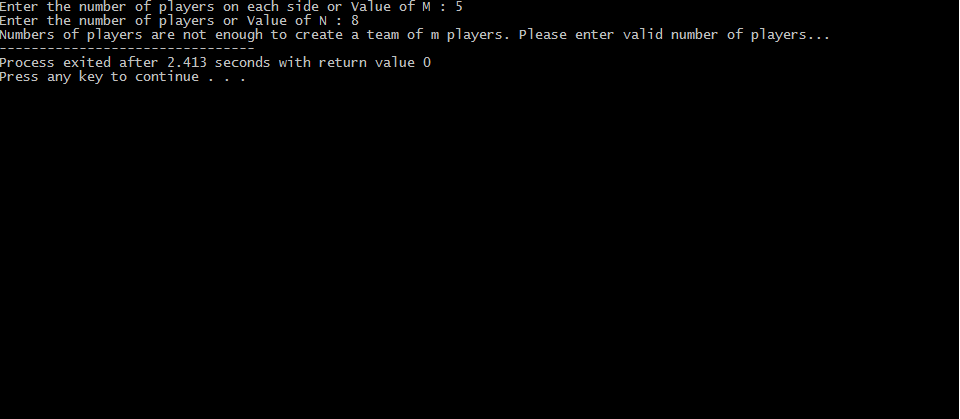 Enter the number of players on each side or Value of M : 5
Enter the number of players or Value of N : 8
Numbers of players are not enough to create a team of m players. Please enter valid number of players...
--------------------------------
Process exited after 2.413 seconds with return value 0
Press any key to continue . . .